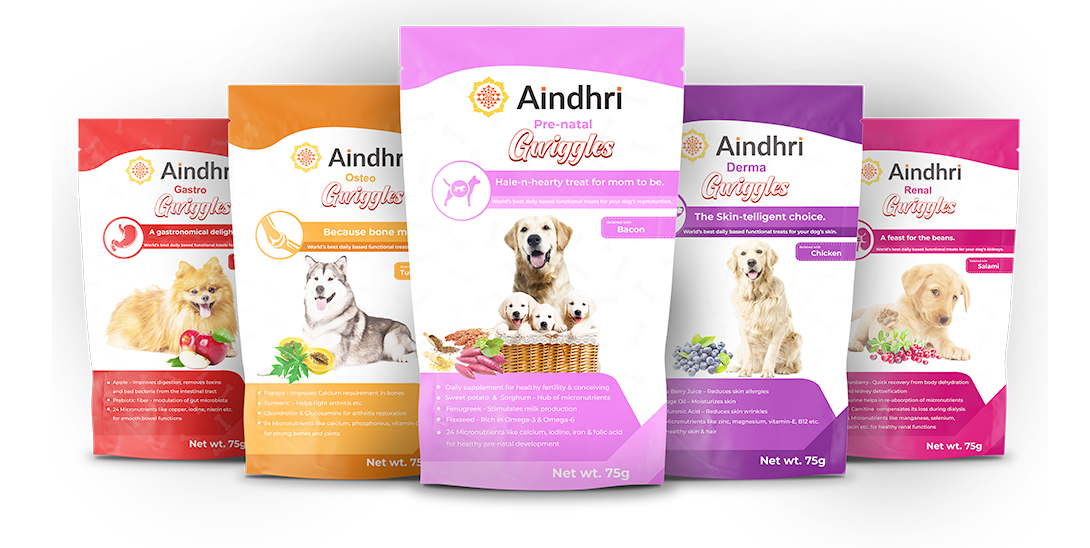 Aindhri
Gastro
Gwiggles
A gastronomical deligh
World's best daily based functional treats for
Apple - Improves digestion, removes toxins
and bad bacteria from the intestinal tract
Prebiotic fiber - modulation of gut microbiota
24 Micronutrients like copper, iodine, niacin etc.
for smooth bowel functions
Net wt. 75g
Aindhri
Osteo
Gwiggles
Because bone m
World's best daily based functional treats
Tu
Papaya - Improves Calcium requirement in bones
Turmeric - Helps fight arthritis etc.
Chondroitin & Glucosamine for arthritis restoration
24 Micronutrients like calcium, phosphorous, vitamin-
for strong bones and joints
Net wt. 75
Aindhri
Pre-natal
Gwiggles
Hale-n-hearty treat for mom to be.
World's best daily based functional treats for your dog's reproduction.
Enriched with
Bacon
Daily supplement for healthy fertility & conceiving
Sweet potato & Sorghum - Hub of micronutrients
Fenugreek - Stimulates milk production
Flaxseed - Rich in Omega-3 & Omega-6
24 Micronutrients like calcium, iodine, iron & folic acid
for healthy pre-natal development
Net wt. 75g
Aindhri
Derma
Gwiggles
The Skin-telligent choice.
World's best daily based functional treats for your dog's skin.
Chicken
Berry Juice - Reduces skin allergies
Oil - Moisturizes skin
uronic Acid - Reduces skin wrinkles
Micronutrients like zinc, magnesium, vitamin-E, B12 etc.
healthy skin & Hair
Net wt. 75g
Aindhri
Renal
Gwiggles
A feast for the beans.
World's best daily based functional treats for your dog's kidneys.
Salami
anberry- Quick recovery from body dehydration
nd kidney detoxification
urine helps in re-absorption of micronutrients
Carnitine compensates its loss during dialysis
Micronutrients like manganese, selenium,
niacin etc. for healthy renal functions
Net wt. 75g